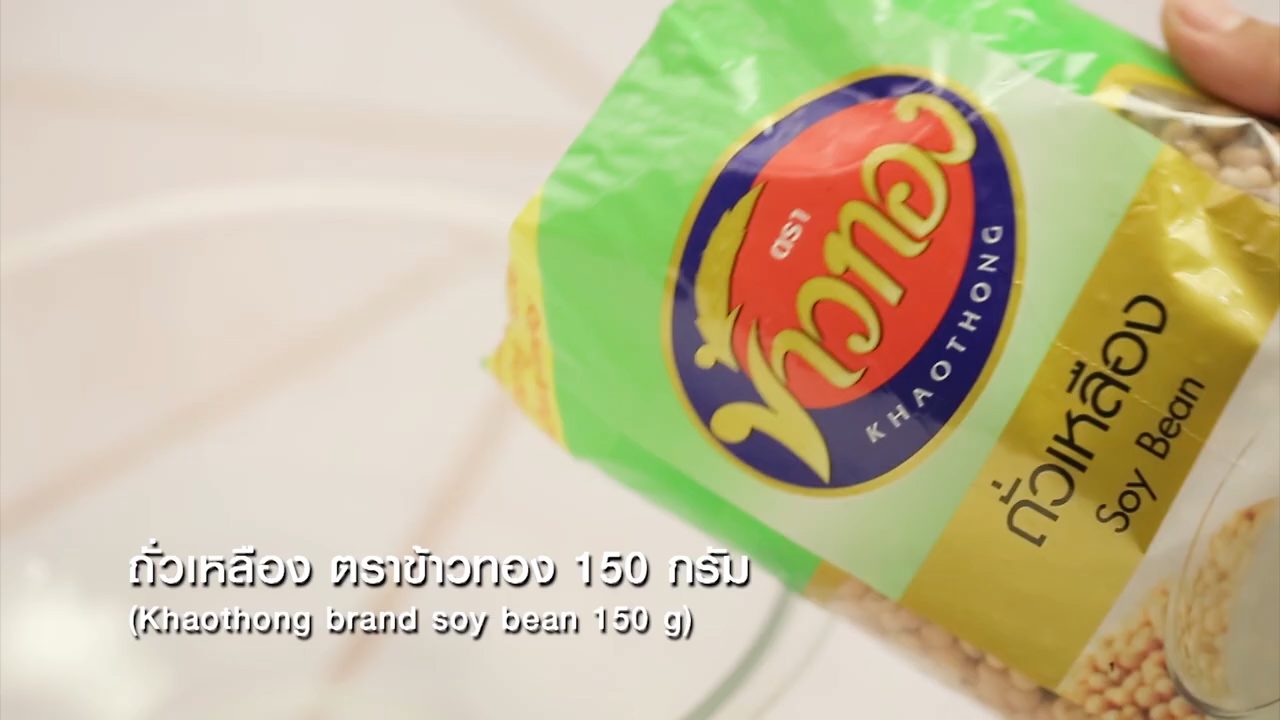 ตรา
ข้าวทอง
KHAOTHONG
ถั่วเหลือง
Soy Bean
ถั่วเหลือง ตราข้าวทอง 150 กรัม
(Khaothong brand soy bean 150 g)